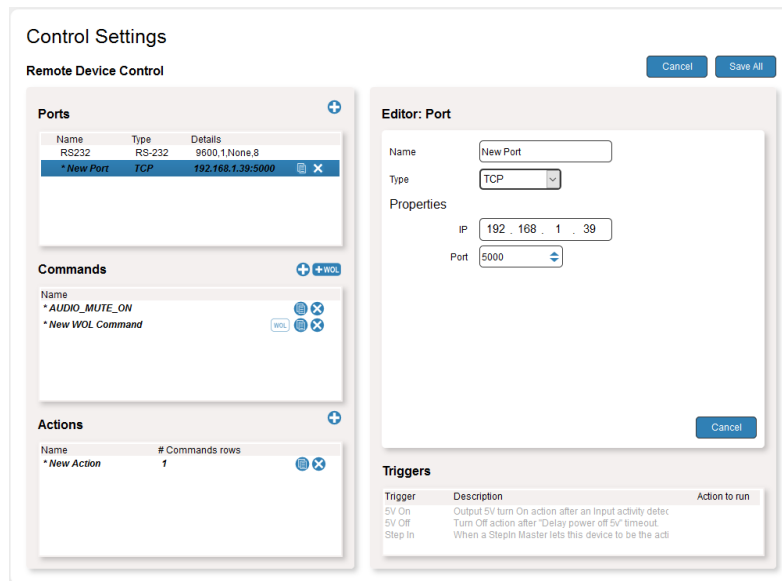 Control Settings
Remote Device Control
Cancel
Save All
Ports
Name Type Details
RS232 RS-232 9600,1,None,8
* New Port TCP 192.168.1.39:5000
Commands
+ WOL
Name
* AUDIO_MUTE_ON
* New WOL Command WOL
Actions
Name # Commands rows
* New Action 1
Editor: Port
Name New Port
Type TCP
Properties
IP 192 . 168 . 1 . 39
Port 5000
Cancel
Triggers
Trigger Description Action to run
5V On Output 5V turn On action after an Input activity detec
5V Off Turn Off action after "Delay power off 5v" timeout.
Step In When a StepIn Master lets this device to be the acti